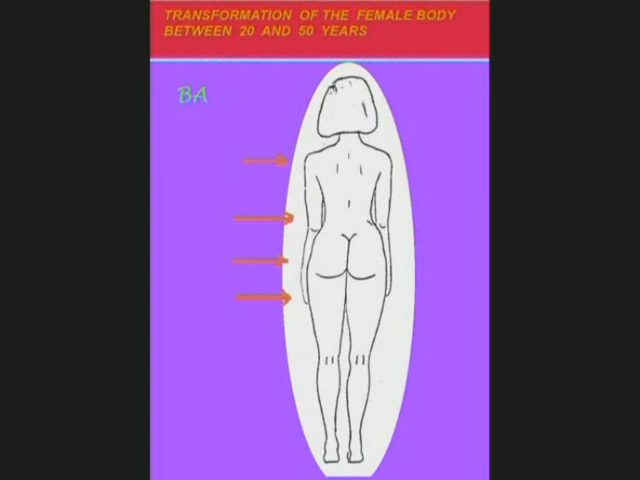 TRANSFORMATION OF THE FEMALE BODY
BETWEEN 20 AND 50 YEARS
BA